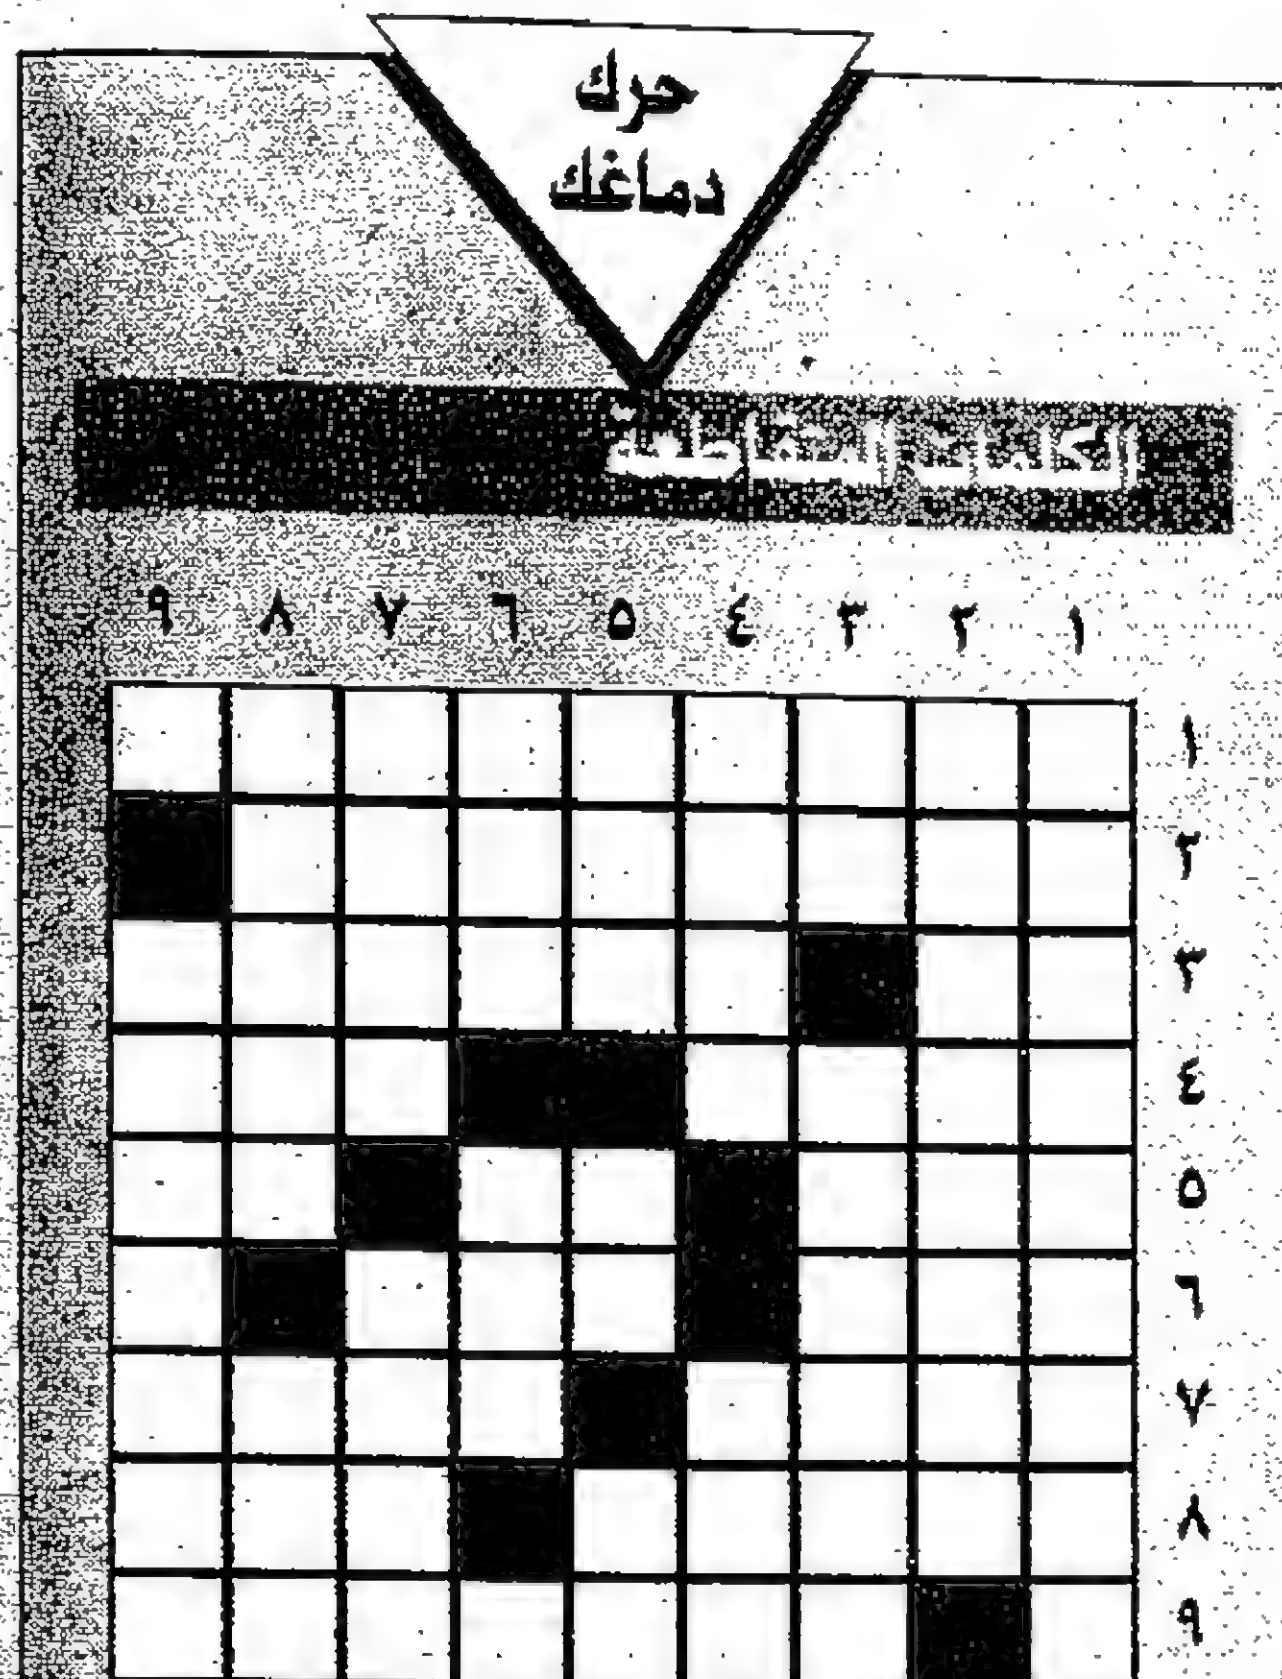 حرك
دماغك
الكلمات المتقاطعة
١ ٢ ٣ ٤ ٥ ٦ ٧ ٨ ٩
١
٢
٣
٤
٥
٦
٧
٨
٩